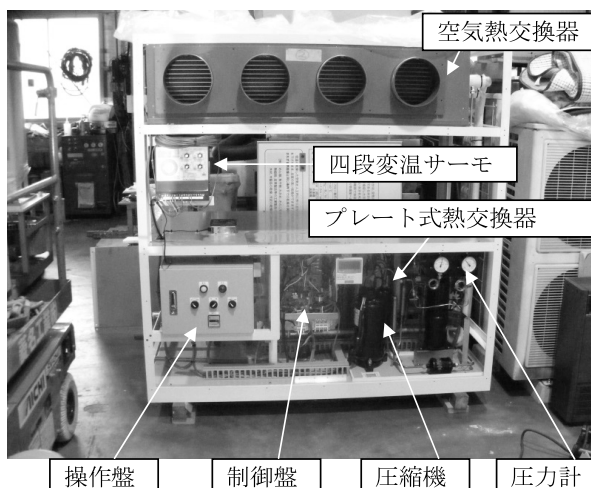 空気熱交換器
四段変温サーモ
プレート式熱交換器
操作盤
制御盤
圧縮機
圧力計